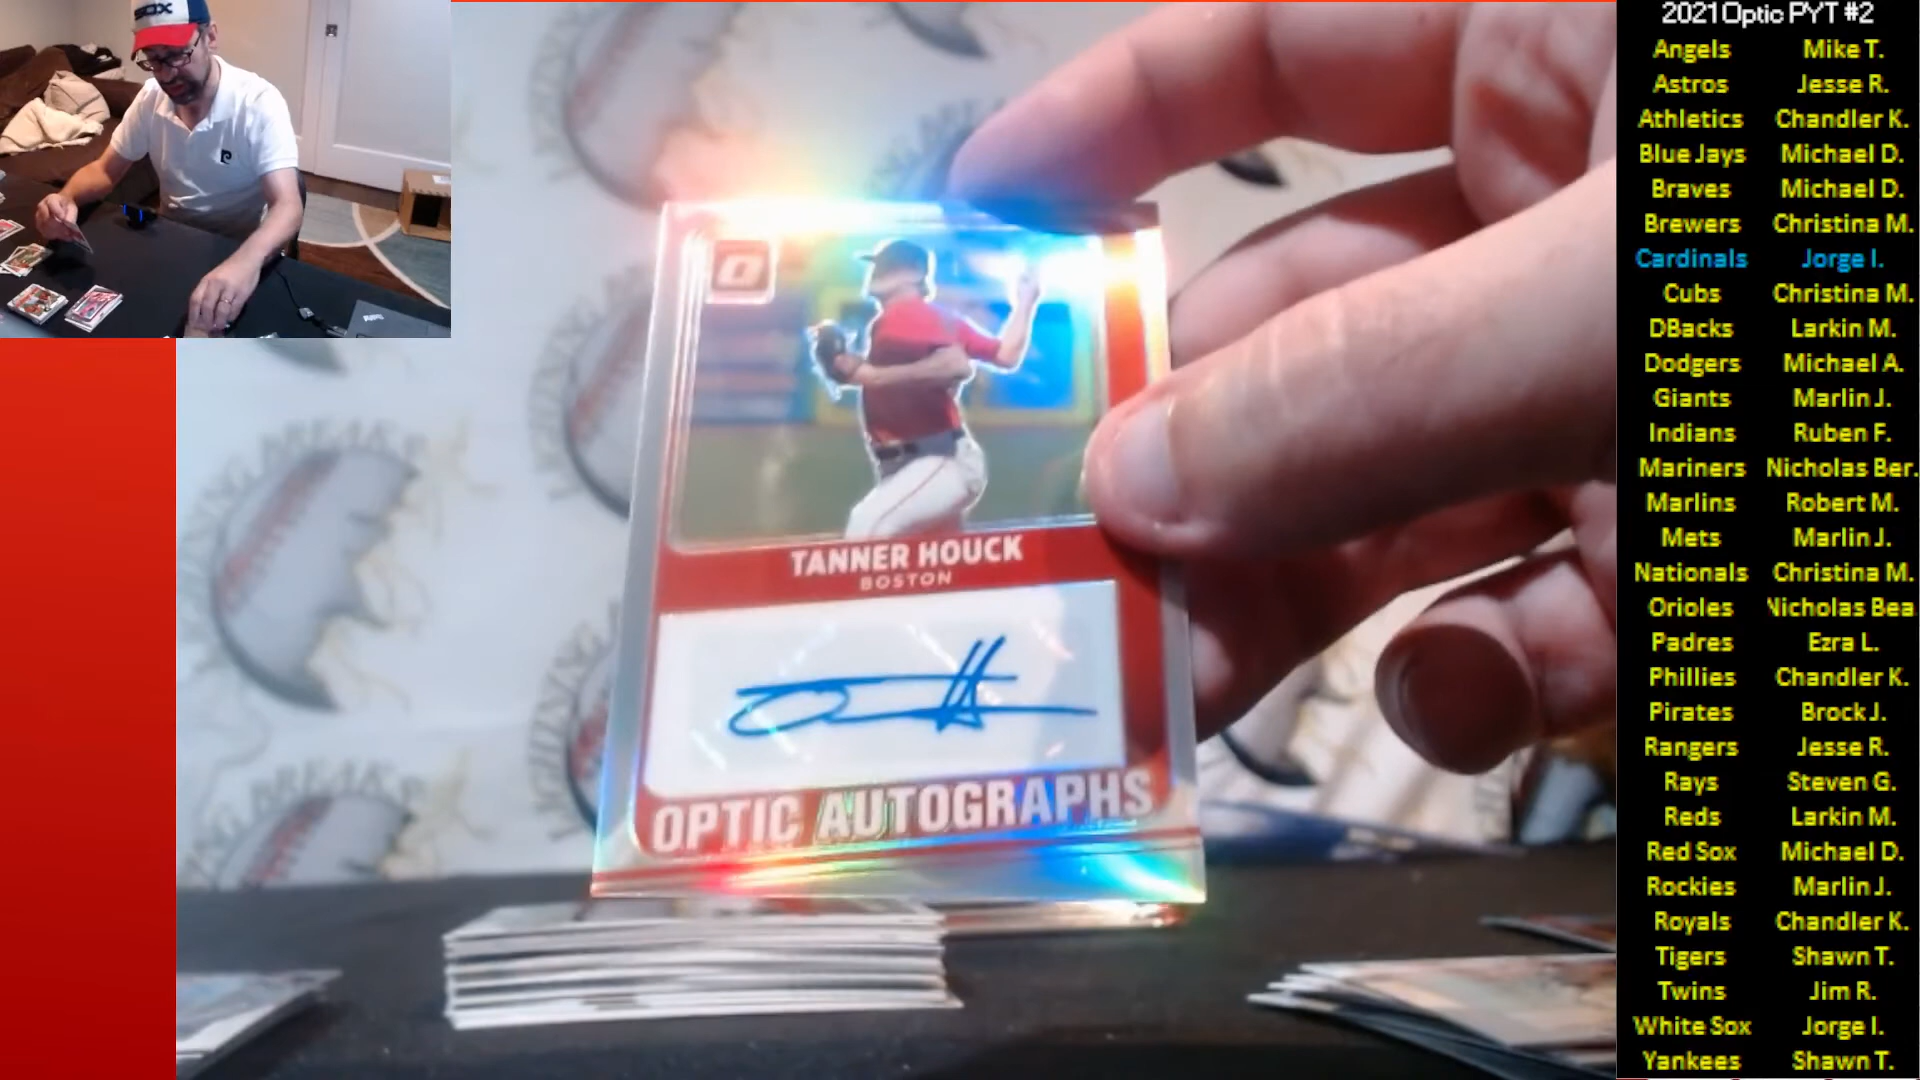 2021 Optic PYT #2
Angels Mike T.
Astros Jesse R.
Athletics Chandler K.
Blue Jays Michael D.
Braves Michael D.
Brewers Christina M.
Cardinals Jorge I.
Cubs Christina M.
DBacks Larkin M.
Dodgers Michael A.
Giants Marlin J.
Indians Ruben F.
Mariners Nicholas Ber.
Marlins Robert M.
Mets Marlin J.
Nationals Christina M.
Orioles Nicholas Bea
Padres Ezra L.
Phillies Chandler K.
Pirates Brock J.
Rangers Jesse R.
Rays Steven G.
Reds Larkin M.
Red Sox Michael D.
Rockies Marlin J.
Royals Chandler K.
Tigers Shawn T.
Twins Jim R.
White Sox Jorge I.
Yankees Shawn T.
TANNER HOUCK
BOSTON
OPTIC AUTOGRAPHS